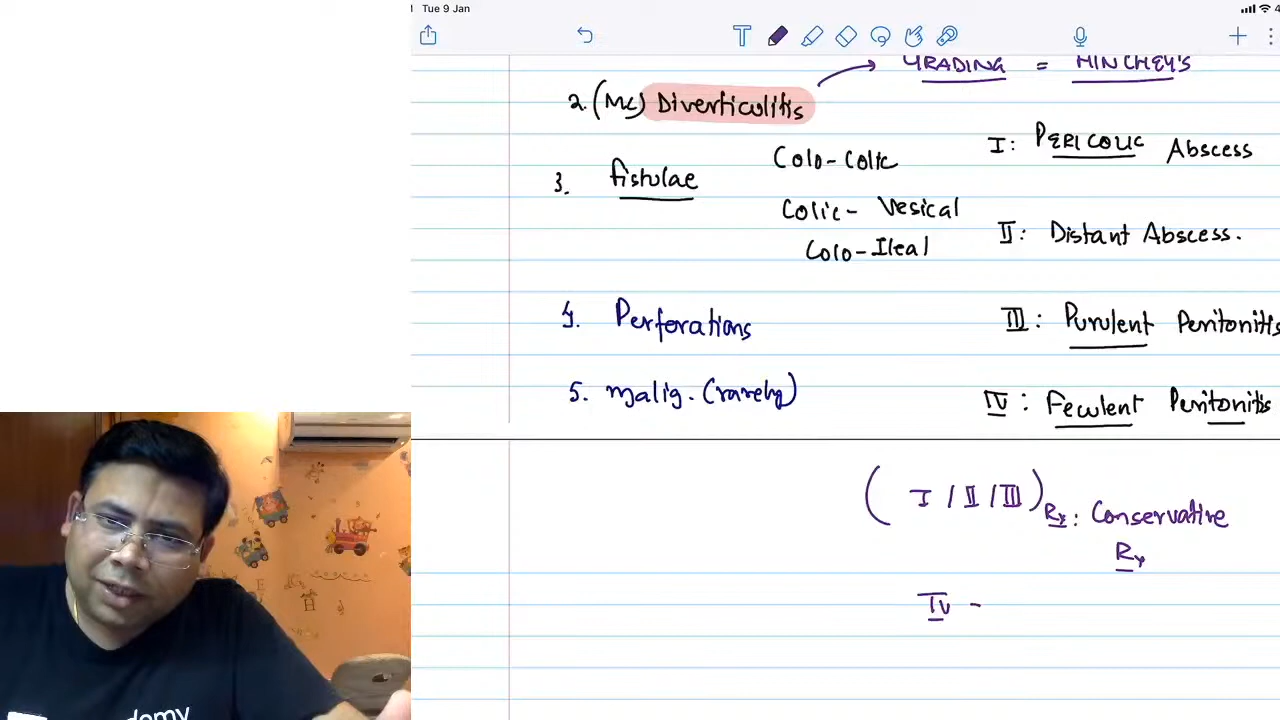 Tue 9 Jan
GRADING = HINCHEY'S
2. (Mc) Diverticulitis
I: PERICOLIC Abscess
3. fistulae
Colo-Colic
Colic- Vesical
Colo-Ileal
II: Distant Abscess.
4. Perforations
III: Purulent Peritonitis
5. malig. (rarely)
IV: Feculent Peritonitis
( I / II / III ) Rx: Conservative
Rx
IV -
demy